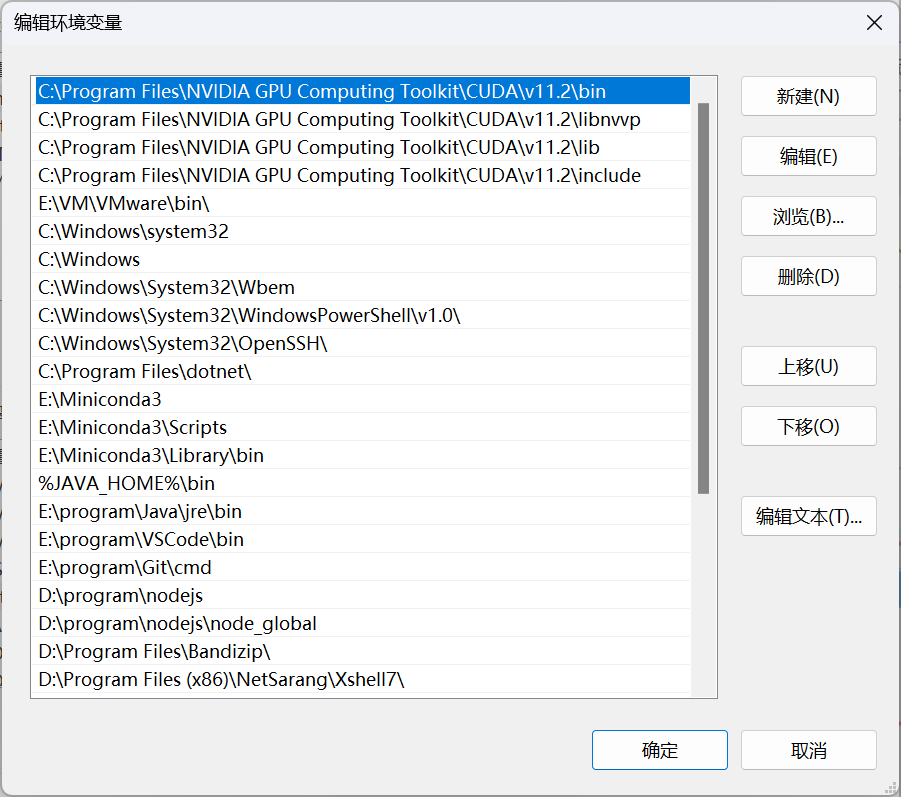 编辑环境变量
C:\Program Files\NVIDIA GPU Computing Toolkit\CUDA\v11.2\bin
C:\Program Files\NVIDIA GPU Computing Toolkit\CUDA\v11.2\libnvvp
C:\Program Files\NVIDIA GPU Computing Toolkit\CUDA\v11.2\lib
C:\Program Files\NVIDIA GPU Computing Toolkit\CUDA\v11.2\include
E:\VM\VMware\bin\
C:\Windows\system32
C:\Windows
C:\Windows\System32\Wbem
C:\Windows\System32\WindowsPowerShell\v1.0\
C:\Windows\System32\OpenSSH\
C:\Program Files\dotnet\
E:\Miniconda3
E:\Miniconda3\Scripts
E:\Miniconda3\Library\bin
%JAVA_HOME%\bin
E:\program\Java\jre\bin
E:\program\VSCode\bin
E:\program\Git\cmd
D:\program\nodejs
D:\program\nodejs\node_global
D:\Program Files\Bandizip\
D:\Program Files (x86)\NetSarang\Xshell7\
新建(N)
编辑(E)
浏览(B)...
删除(D)
上移(U)
下移(O)
编辑文本(T)...
确定
取消